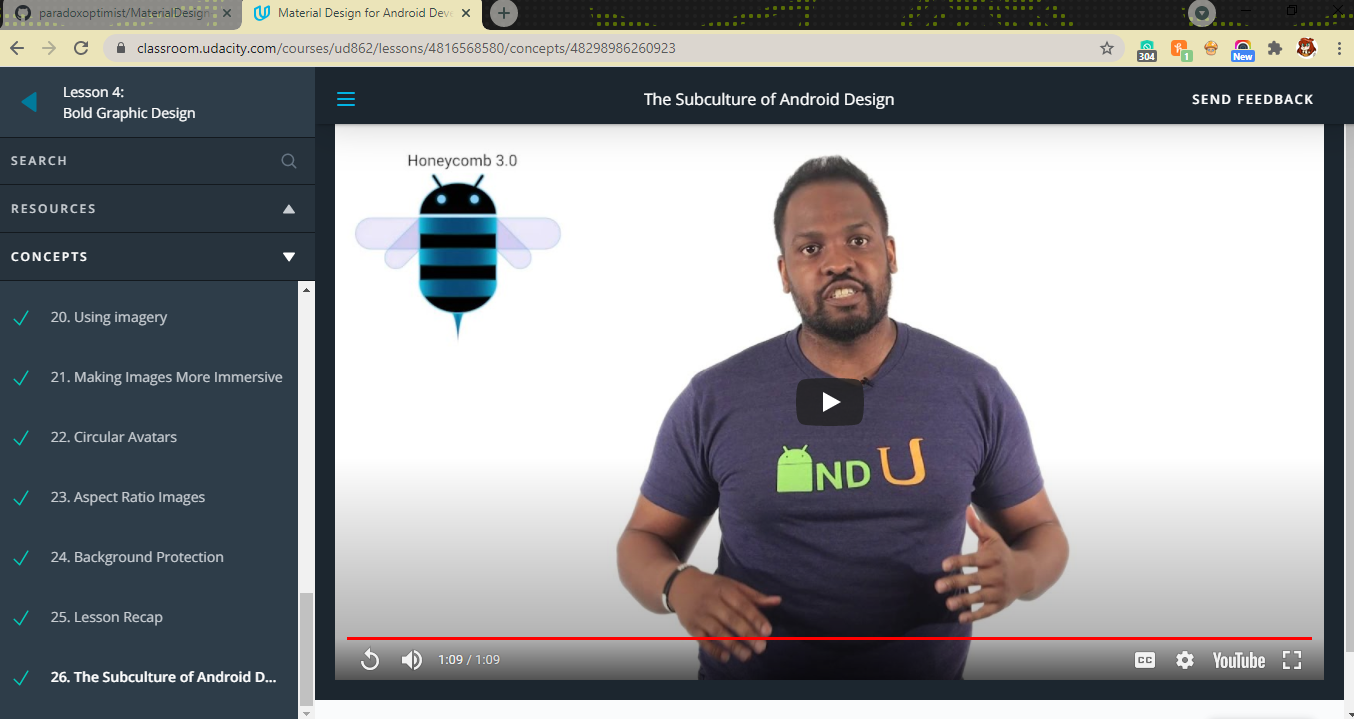 paradoxoptimist/MaterialDesign
Material Design for Android Deve
classroom.udacity.com/courses/ud862/lessons/4816568580/concepts/48298986260923
304
1
New
Lesson 4:
Bold Graphic Design
The Subculture of Android Design
SEND FEEDBACK
SEARCH
RESOURCES
CONCEPTS
20. Using imagery
21. Making Images More Immersive
22. Circular Avatars
23. Aspect Ratio Images
24. Background Protection
25. Lesson Recap
26. The Subculture of Android D...
Honeycomb 3.0
ND U
1:09 / 1:09
CC
YouTube